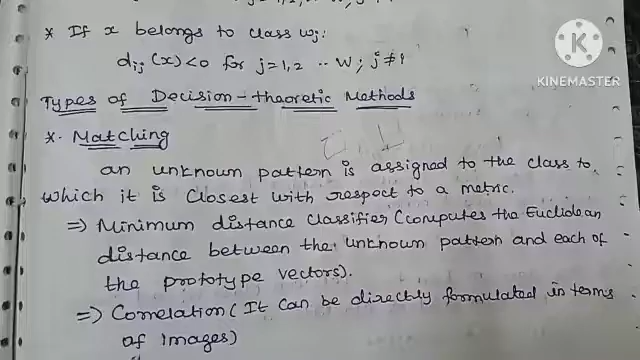 * If x belongs to class wj:
dij (x) <0 for j=1,2 .. W; j≠i
Types of Decision-theoretic Methods
*. Matching
an unknown pattern is assigned to the class to
which it is closest with respect to a metric.
⇒ Minimum distance classifier (computes the Euclidean
distance between the unknown pattern and each of
the prototype vectors).
⇒ Correlation (It can be directly formulated in terms
of images)
KINEMASTER